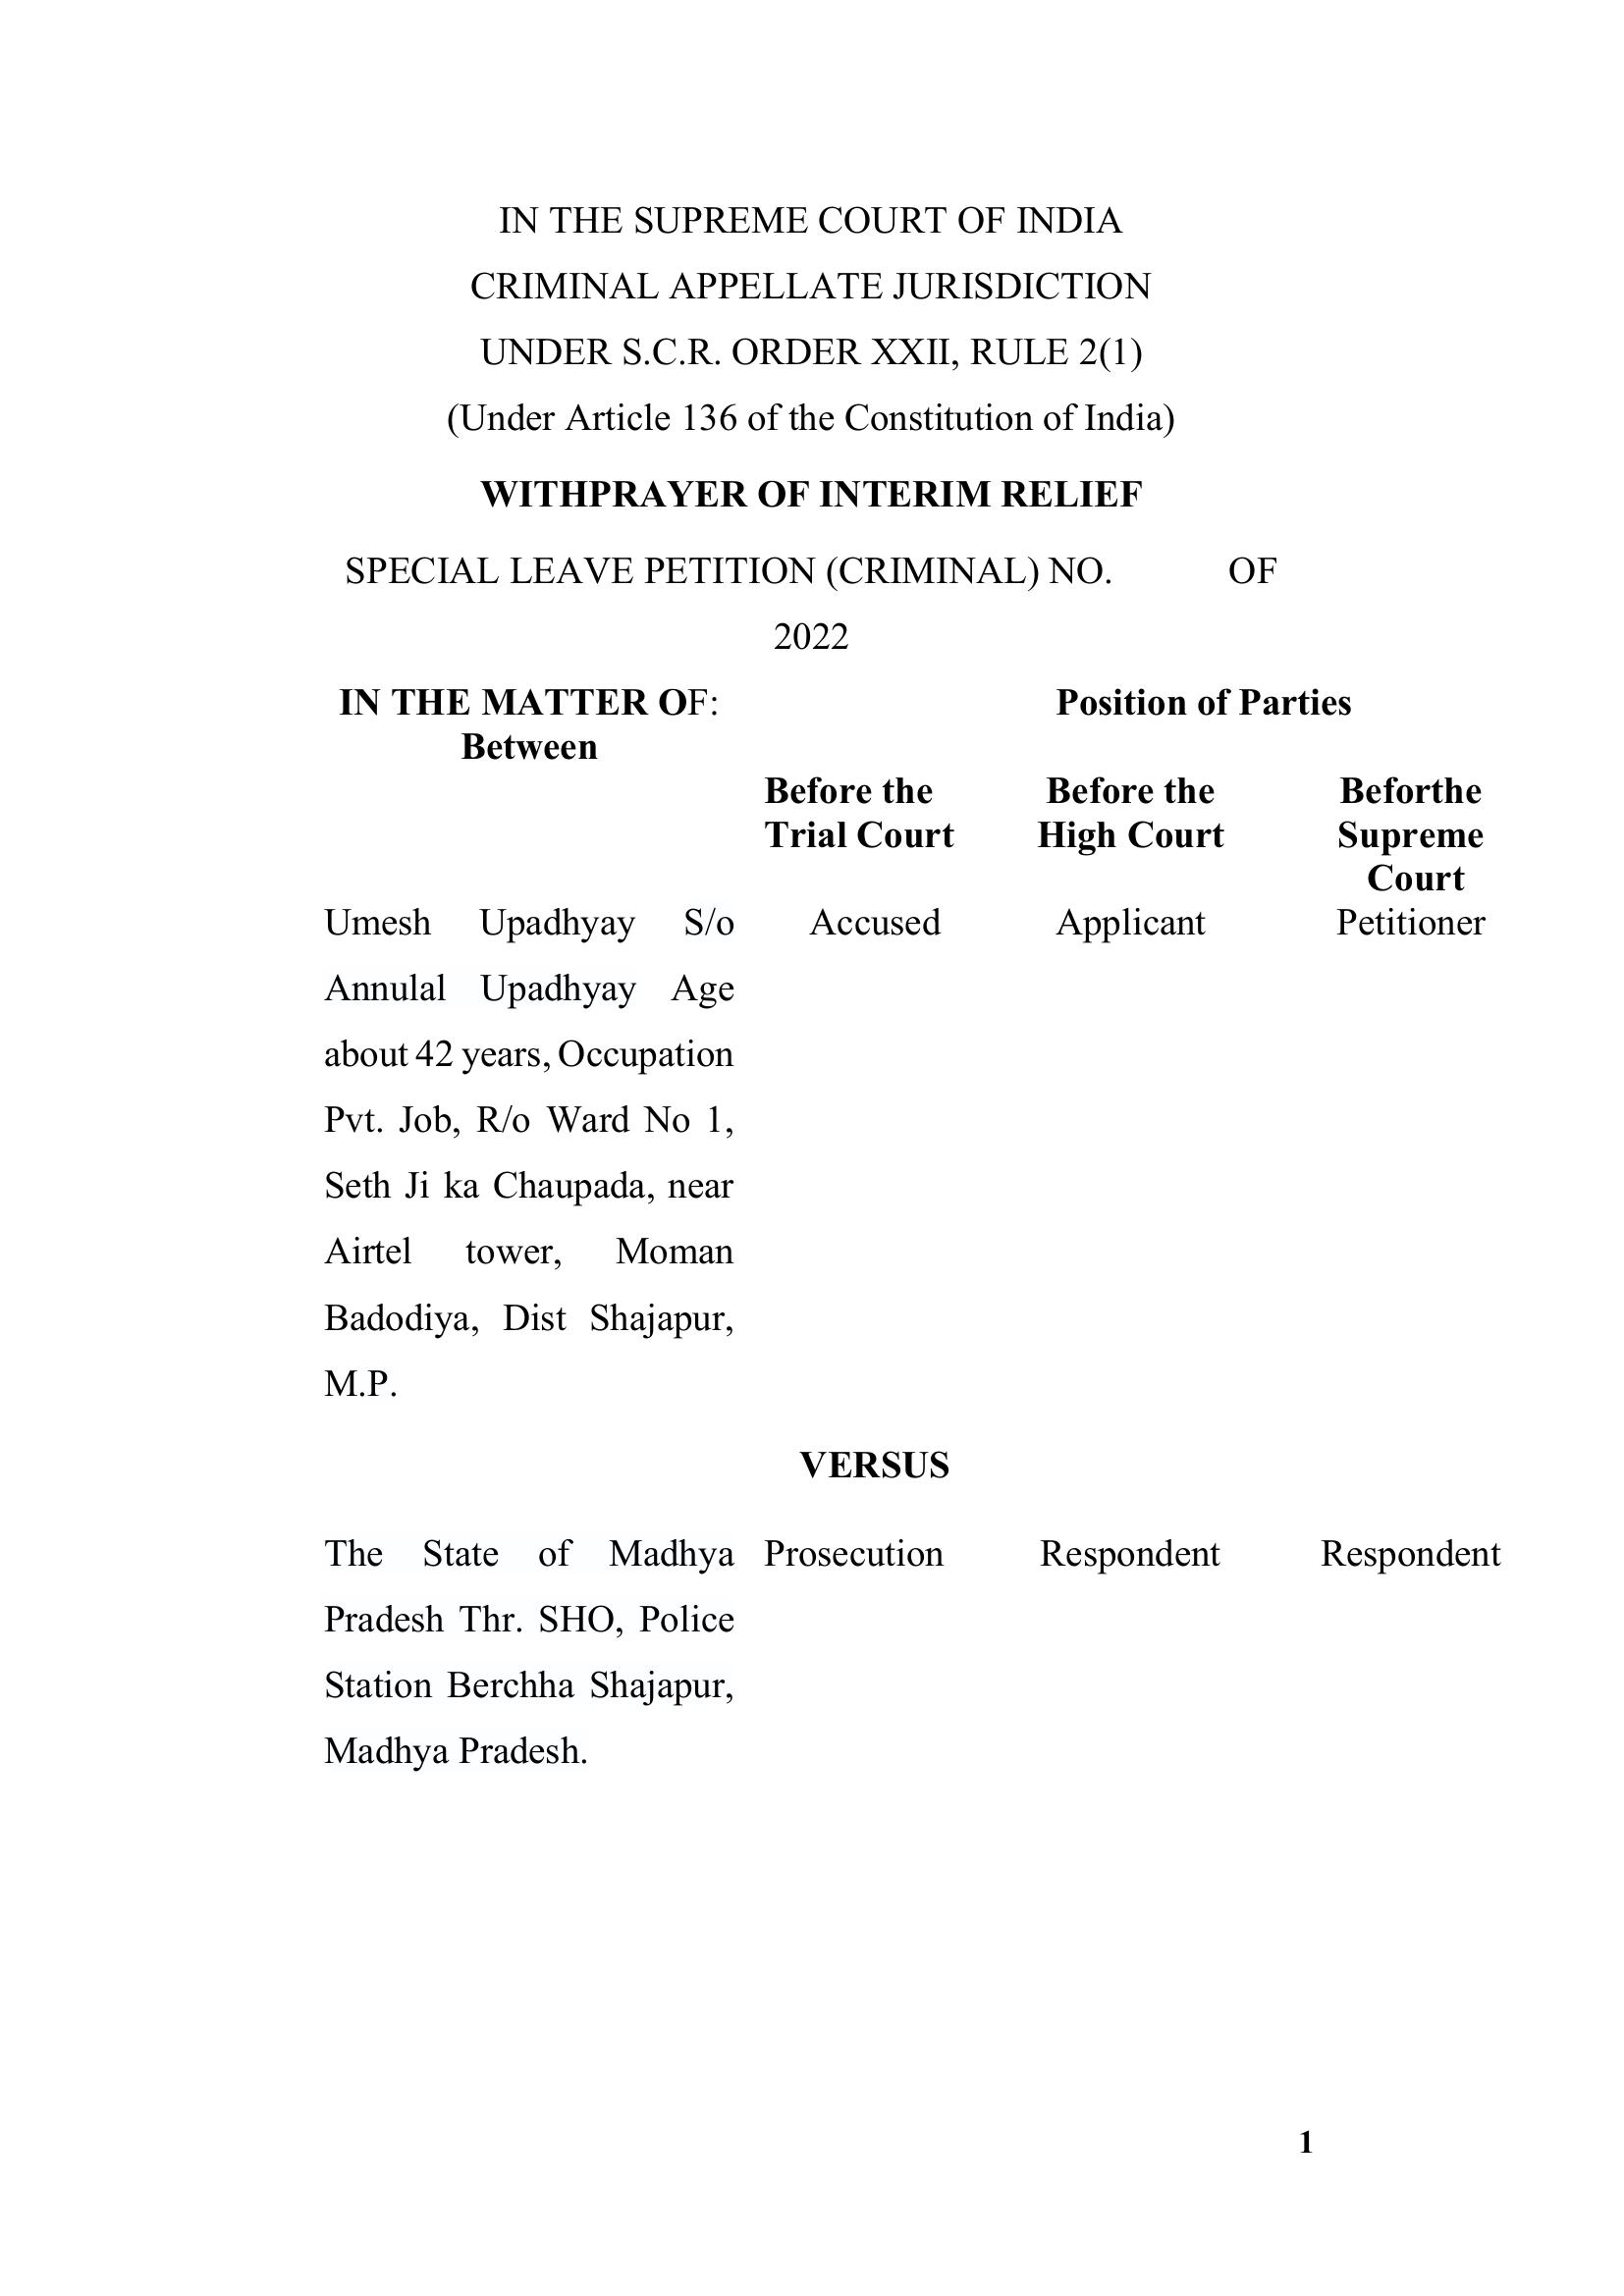 IN THE SUPREME COURT OF INDIA
CRIMINAL APPELLATE JURISDICTION
UNDER S.C.R. ORDER XXII, RULE 2(1)
(Under Article 136 of the Constitution of India)
WITHPRAYER OF INTERIM RELIEF
SPECIAL LEAVE PETITION (CRIMINAL) NO. OF
2022
IN THE MATTER OF: Position of Parties
Between
Before the Before the Beforthe
Trial Court High Court Supreme
Court
Umesh Upadhyay S/o Accused Applicant Petitioner
Annulal Upadhyay Age
about 42 years, Occupation
Pvt. Job, R/o Ward No 1,
Seth Ji ka Chaupada, near
Airtel tower, Moman
Badodiya, Dist Shajapur,
M.P.
VERSUS
The State of Madhya Prosecution Respondent Respondent
Pradesh Thr. SHO, Police
Station Berchha Shajapur,
Madhya Pradesh.
1